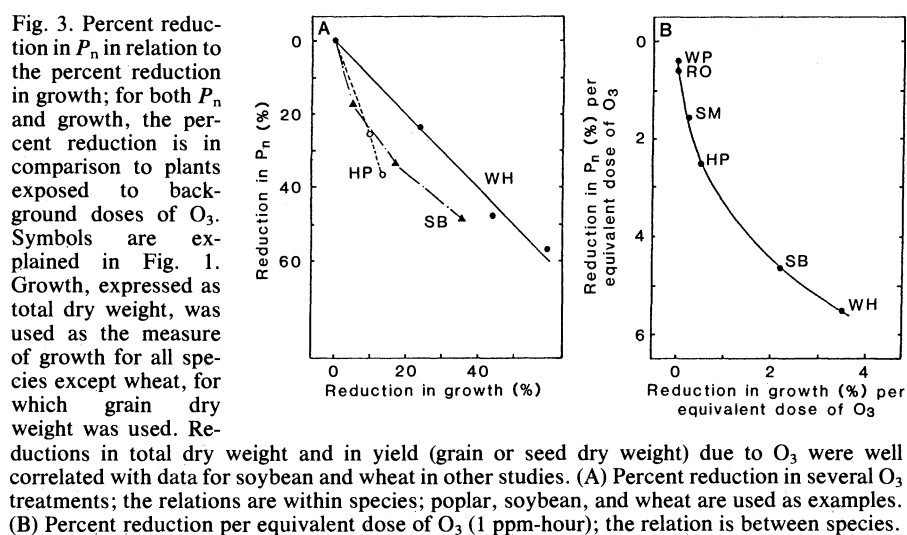 Fig. 3. Percent reduc-
tion in Pn in relation to
the percent reduction
in growth; for both Pn
and growth, the per-
cent reduction is in
comparison to plants
exposed to back-
ground doses of O3.
Symbols are ex-
plained in Fig. 1.
Growth, expressed as
total dry weight, was
used as the measure
of growth for all spe-
cies except wheat, for
which grain dry
weight was used. Re-
ductions in total dry weight and in yield (grain or seed dry weight) due to O3 were well
correlated with data for soybean and wheat in other studies. (A) Percent reduction in several O3
treatments; the relations are within species; poplar, soybean, and wheat are used as examples.
(B) Percent reduction per equivalent dose of O3 (1 ppm-hour); the relation is between species.
A
Reduction in Pn (%)
0
20
40
60
WH
HP
SB
0 20 40
Reduction in growth (%)
B
Reduction in Pn (%) per
equivalent dose of O3
0
2
4
6
WP
RO
SM
HP
SB
WH
0 2 4
Reduction in growth (%) per
equivalent dose of O3